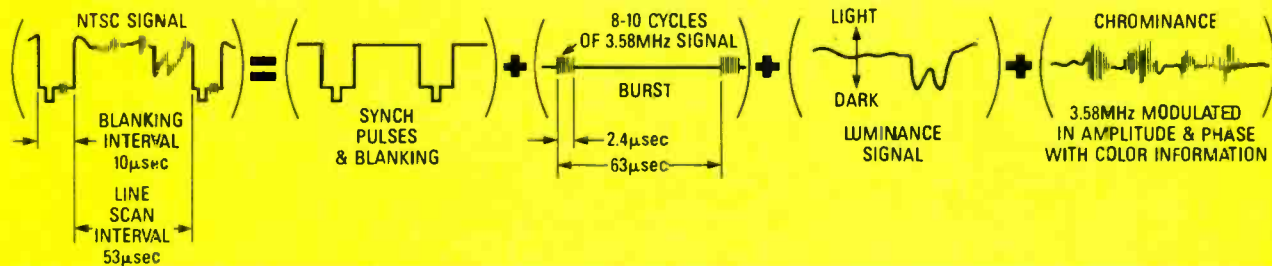 NTSC SIGNAL
BLANKING
INTERVAL
10μsec
LINE
SCAN
INTERVAL
53μsec
=
SYNCH
PULSES
& BLANKING
+
8-10 CYCLES
OF 3.58MHz SIGNAL
BURST
2.4μsec
63μsec
+
LIGHT
DARK
LUMINANCE
SIGNAL
+
CHROMINANCE
3.58MHz MODULATED
IN AMPLITUDE & PHASE
WITH COLOR INFORMATION